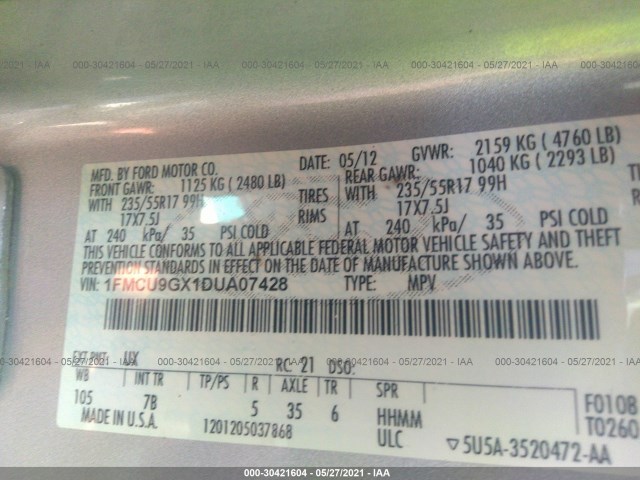 000-30421604 - 05/27/2021 - IAA 000-30421604 - 05/27/2021 - IAA 000-30421604 - 05/27/2021 - IAA
MFD. BY FORD MOTOR CO. DATE: 05/12 GVWR: 2159 KG ( 4760 LB)
FRONT GAWR: 1125 KG ( 2480 LB) REAR GAWR: 1040 KG ( 2293 LB)
WITH 235/55R17 99H TIRES WITH 235/55R17 99H
17X7.5J RIMS 17X7.5J
AT 240 kPa/ 35 PSI COLD AT 240 kPa/ 35 PSI COLD
THIS VEHICLE CONFORMS TO ALL APPLICABLE FEDERAL MOTOR VEHICLE SAFETY AND THEFT
PREVENTION STANDARDS IN EFFECT ON THE DATE OF MANUFACTURE SHOWN ABOVE.
VIN: 1FMCU9GX1DUA07428 TYPE: MPV
000-30421604 - 05/27/2021 - IAA 000-30421604 - 05/27/2021 - IAA
EXT PNT: UX RC: 21 DSO:
WB INT TR TP/PS R AXLE TR SPR
105 7B 5 35 6 HHMM F0108
MADE IN U.S.A. 1201205037868 ULC 5U5A-3520472-AA T0260
000-30421604 - 05/27/2021 - IAA